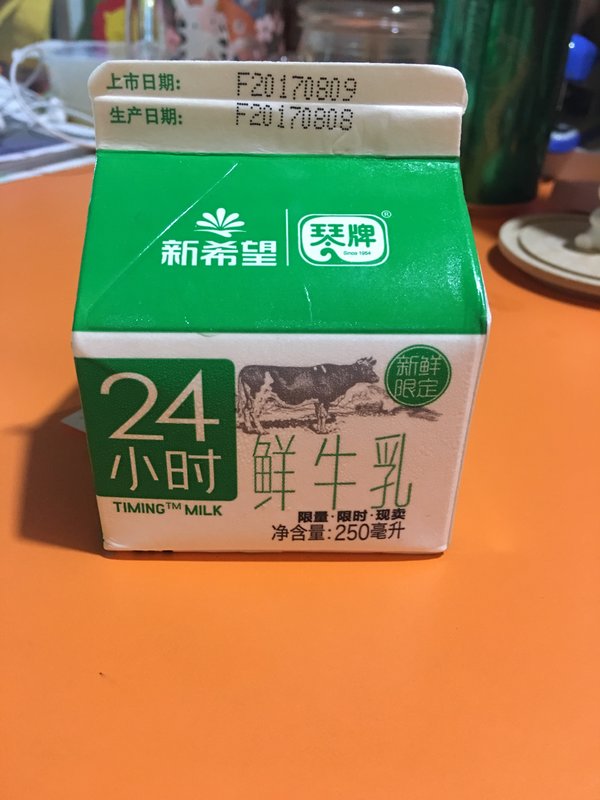 上市日期: F20170809
生产日期: F20170808
新希望 琴牌®
Since 1954
24
小时
TIMING™ MILK
新鲜
限定
鲜牛乳
限量·限时·现卖
净含量:250毫升